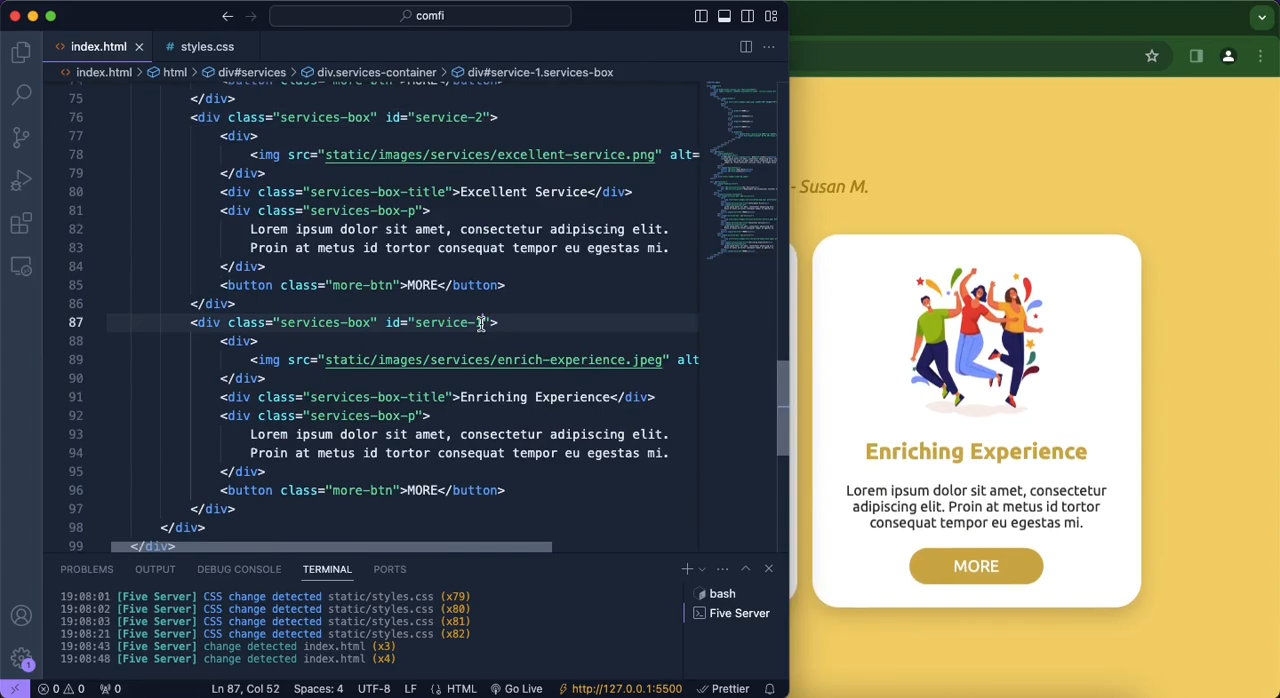 comfi
index.html
styles.css
index.html html div#services div.services-container div#service-1.services-box
75 </div>
76 <div class="services-box" id="service-2">
77 <div>
78 <img src="static/images/services/excellent-service.png" alt=
79 </div>
80 <div class="services-box-title">Excellent Service</div>
81 <div class="services-box-p">
82 Lorem ipsum dolor sit amet, consectetur adipiscing elit.
83 Proin at metus id tortor consequat tempor eu egestas mi.
84 </div>
85 <button class="more-btn">MORE</button>
86 </div>
87 <div class="services-box" id="service-
88 <div>
89 <img src="static/images/services/enrich-experience.jpeg" alt
90 </div>
91 <div class="services-box-title">Enriching Experience</div>
92 <div class="services-box-p">
93 Lorem ipsum dolor sit amet, consectetur adipiscing elit.
94 Proin at metus id tortor consequat tempor eu egestas mi.
95 </div>
96 <button class="more-btn">MORE</button>
97 </div>
98 </div>
99 </div>
PROBLEMS OUTPUT DEBUG CONSOLE TERMINAL PORTS
19:08:01 [Five Server] CSS change detected static/styles.css (x79)
19:08:02 [Five Server] CSS change detected static/styles.css (x80)
19:08:03 [Five Server] CSS change detected static/styles.css (x81)
19:08:21 [Five Server] CSS change detected static/styles.css (x82)
19:08:43 [Five Server] change detected index.html (x3)
19:08:48 [Five Server] change detected index.html (x4)
bash
Five Server
1
0 0 0 Ln 87, Col 52 Spaces: 4 UTF-8 LF HTML Go Live http://127.0.0.1:5500 Prettier
- Susan M.
Enriching Experience
Lorem ipsum dolor sit amet, consectetur
adipiscing elit. Proin at metus id tortor
consequat tempor eu egestas mi.
MORE